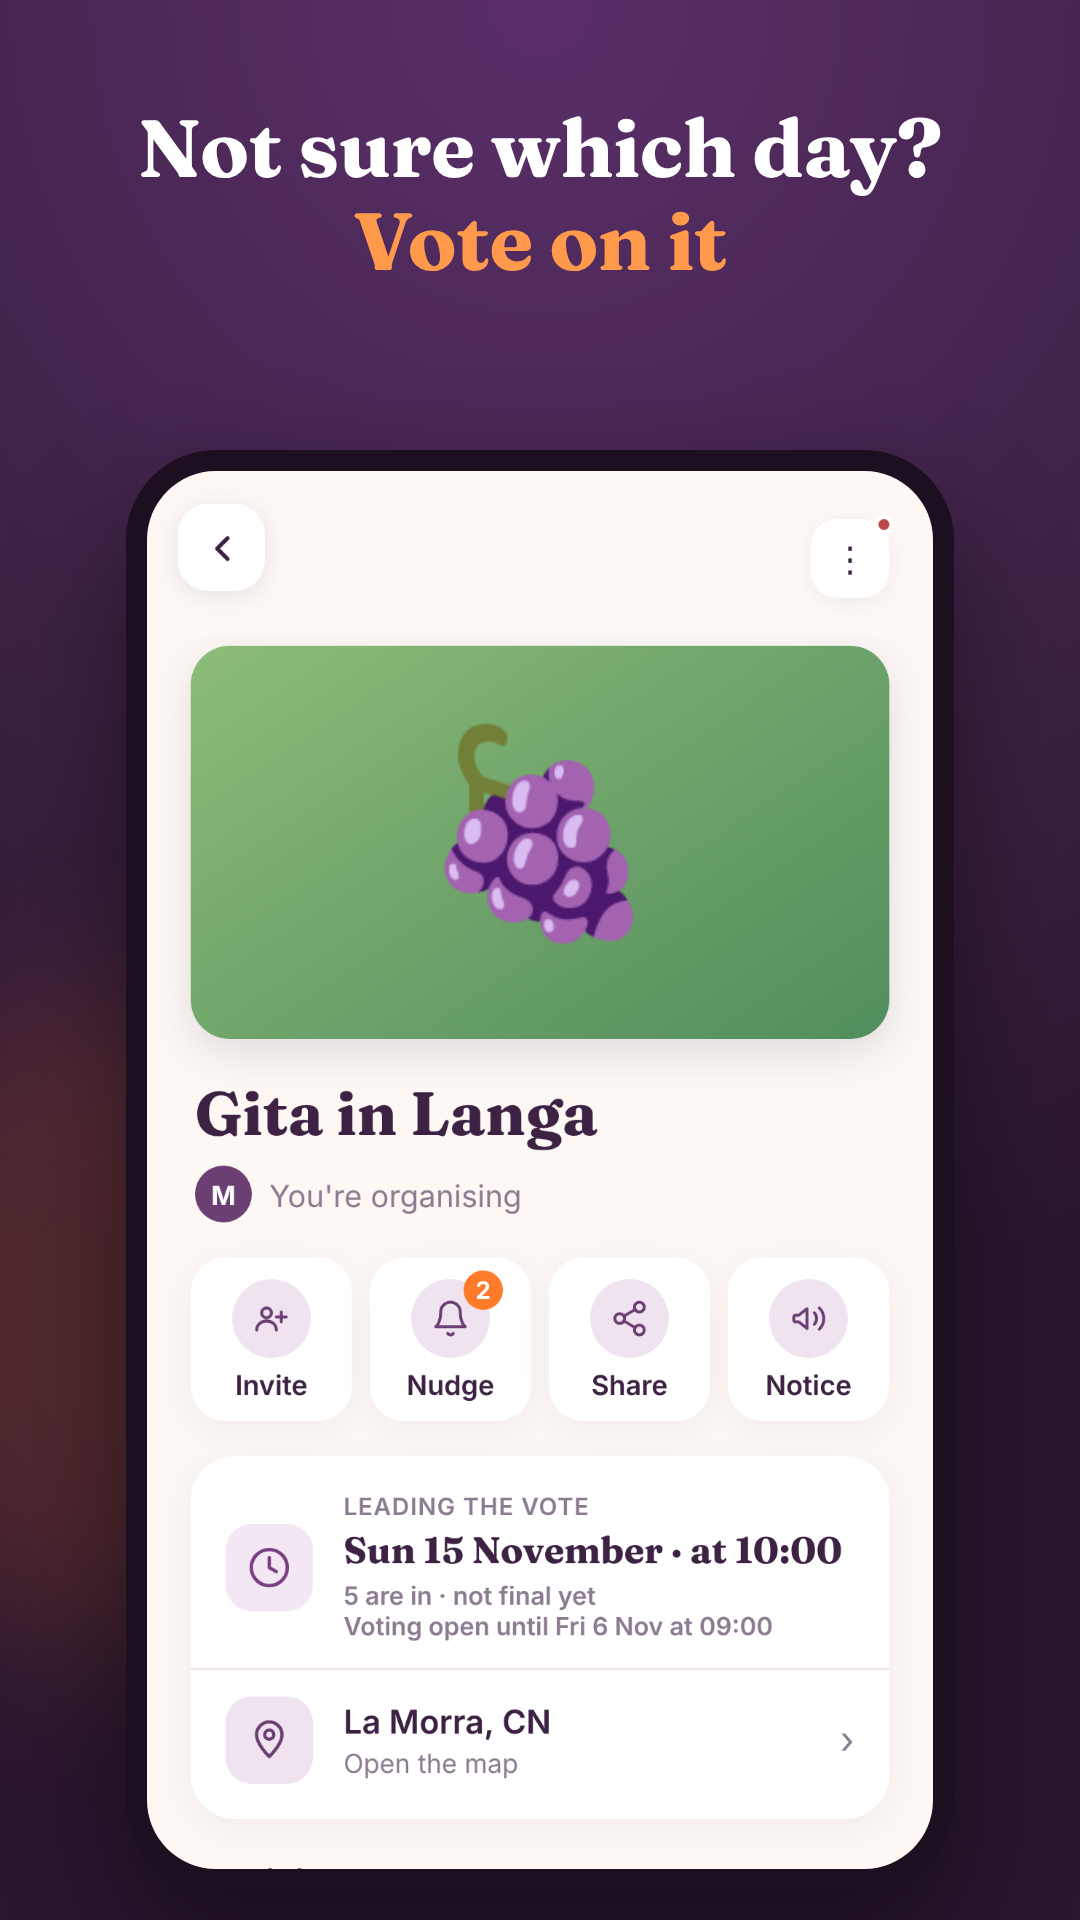 Not sure which day?
Vote on it
Gita in Langa
M You're organising
2
Invite
Nudge
Share
Notice
LEADING THE VOTE
Sun 15 November · at 10:00
5 are in · not final yet
Voting open until Fri 6 Nov at 09:00
La Morra, CN
Open the map